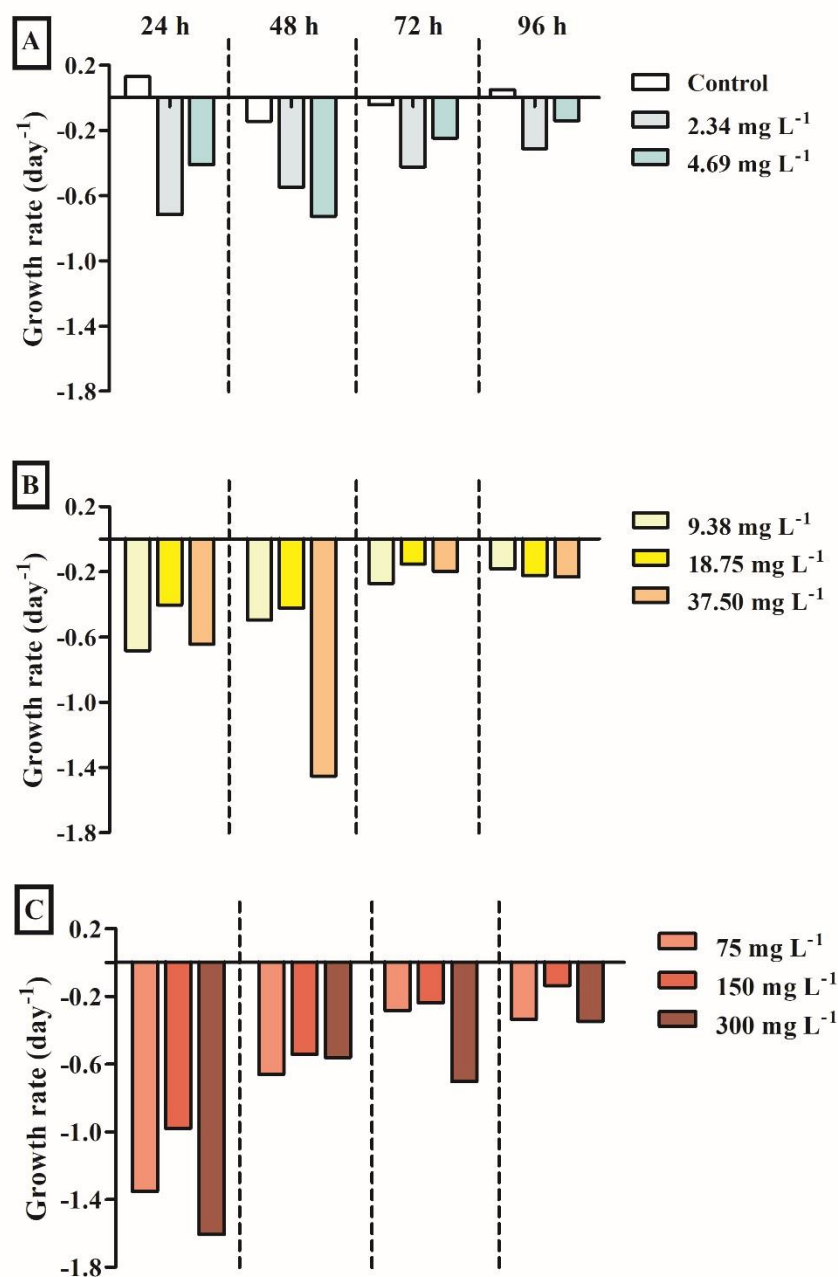 A
24 h 48 h 72 h 96 h
Growth rate (day⁻¹)
0.2
-0.2
-0.6
-1.0
-1.4
-1.8
Control
2.34 mg L⁻¹
4.69 mg L⁻¹
B
Growth rate (day⁻¹)
0.2
-0.2
-0.6
-1.0
-1.4
-1.8
9.38 mg L⁻¹
18.75 mg L⁻¹
37.50 mg L⁻¹
C
Growth rate (day⁻¹)
0.2
-0.2
-0.6
-1.0
-1.4
-1.8
75 mg L⁻¹
150 mg L⁻¹
300 mg L⁻¹